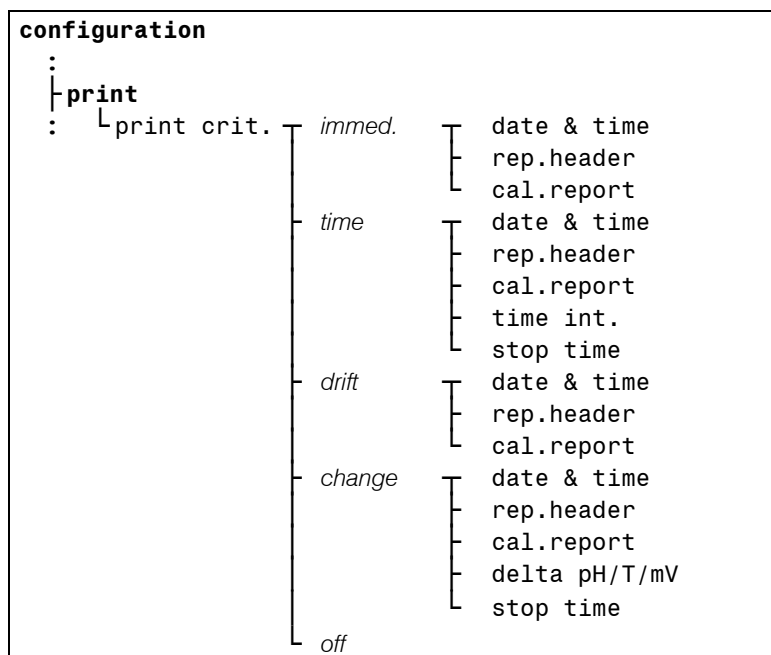 configuration
:
print
: print crit. immed. date & time
rep.header
cal.report
time date & time
rep.header
cal.report
time int.
stop time
drift date & time
rep.header
cal.report
change date & time
rep.header
cal.report
delta pH/T/mV
stop time
off